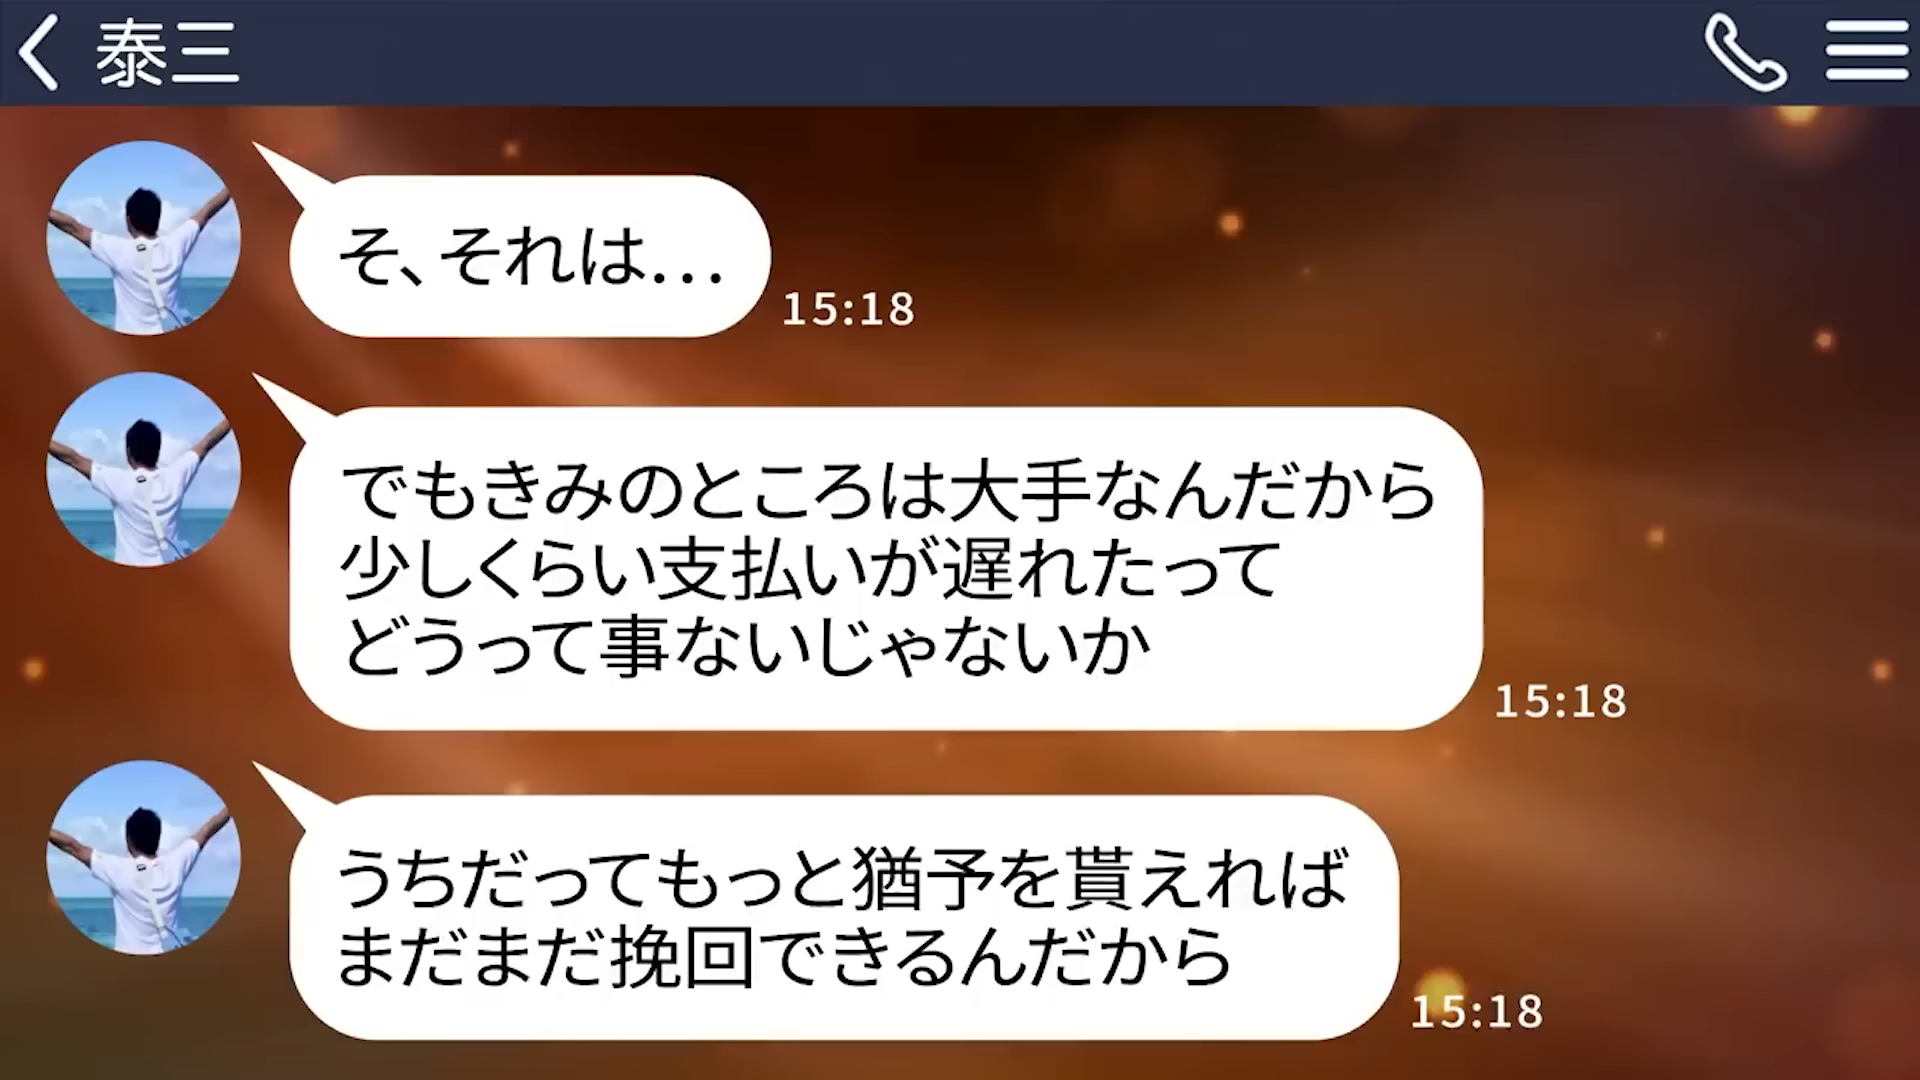 泰三
そ、それは…
15:18
でもきみのところは大手なんだから
少しくらい支払いが遅れたって
どうって事ないじゃないか
15:18
うちだってもっと猶予を貰えれば
まだまだ挽回できるんだから
15:18